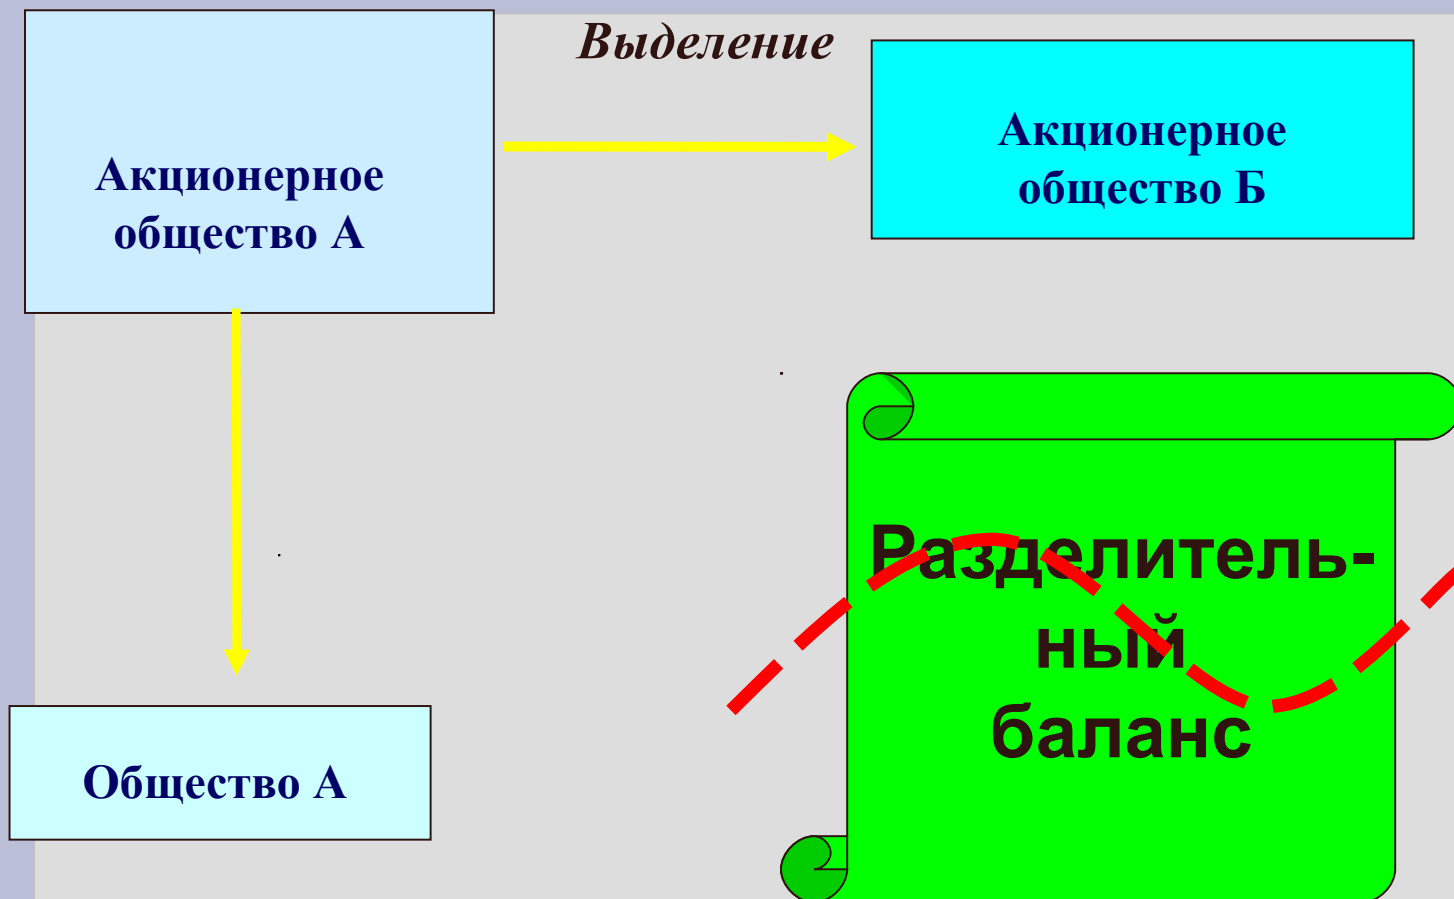 Выделение
Акционерное
общество А
Акционерное
общество Б
Общество А
Разделитель-
ный
баланс